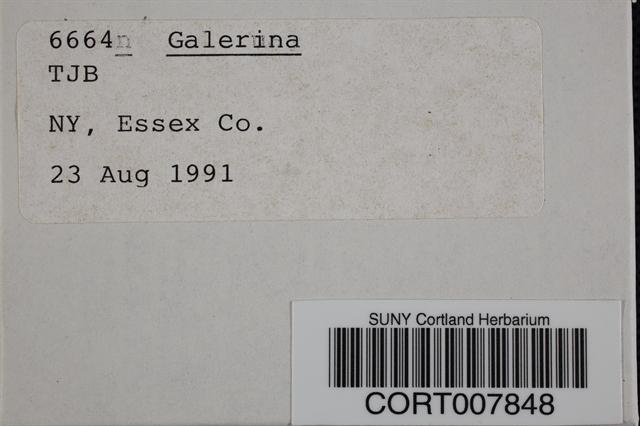 6664n Galerina
TJB
NY, Essex Co.
23 Aug 1991
SUNY Cortland Herbarium
CORT007848